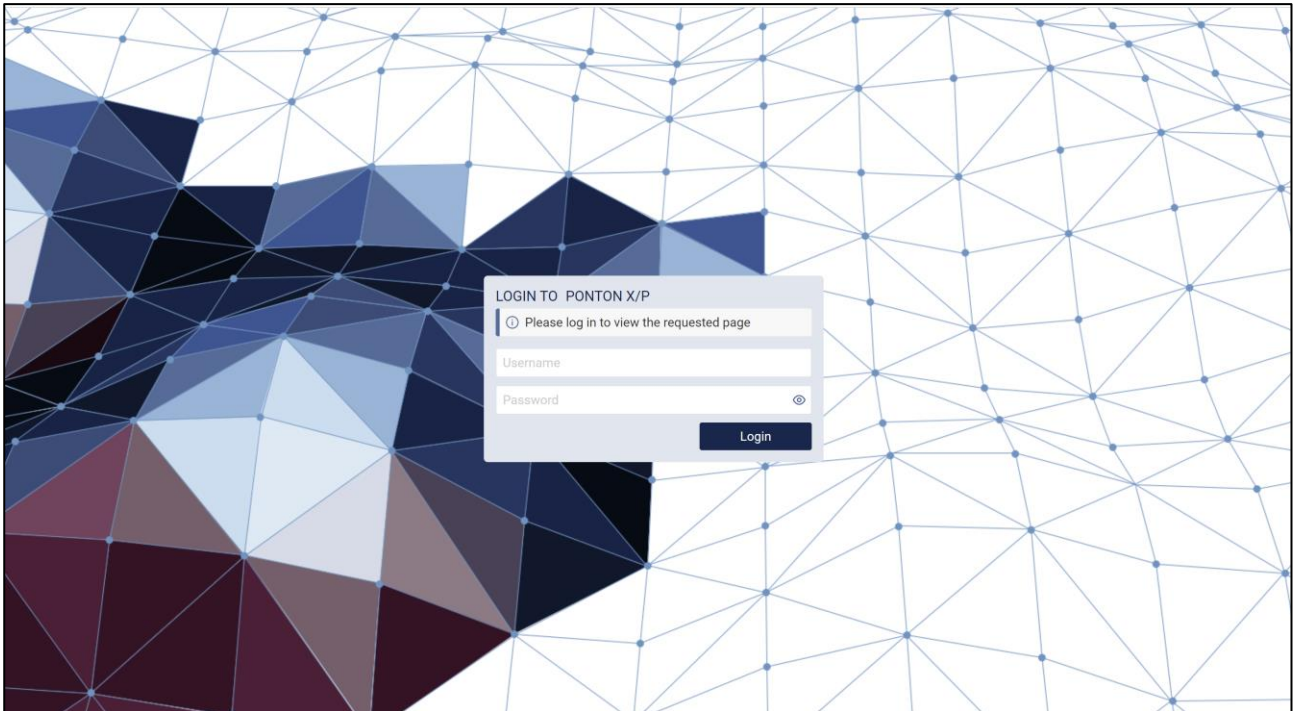 LOGIN TO PONTON X/P
Please log in to view the requested page
Username
Password
Login